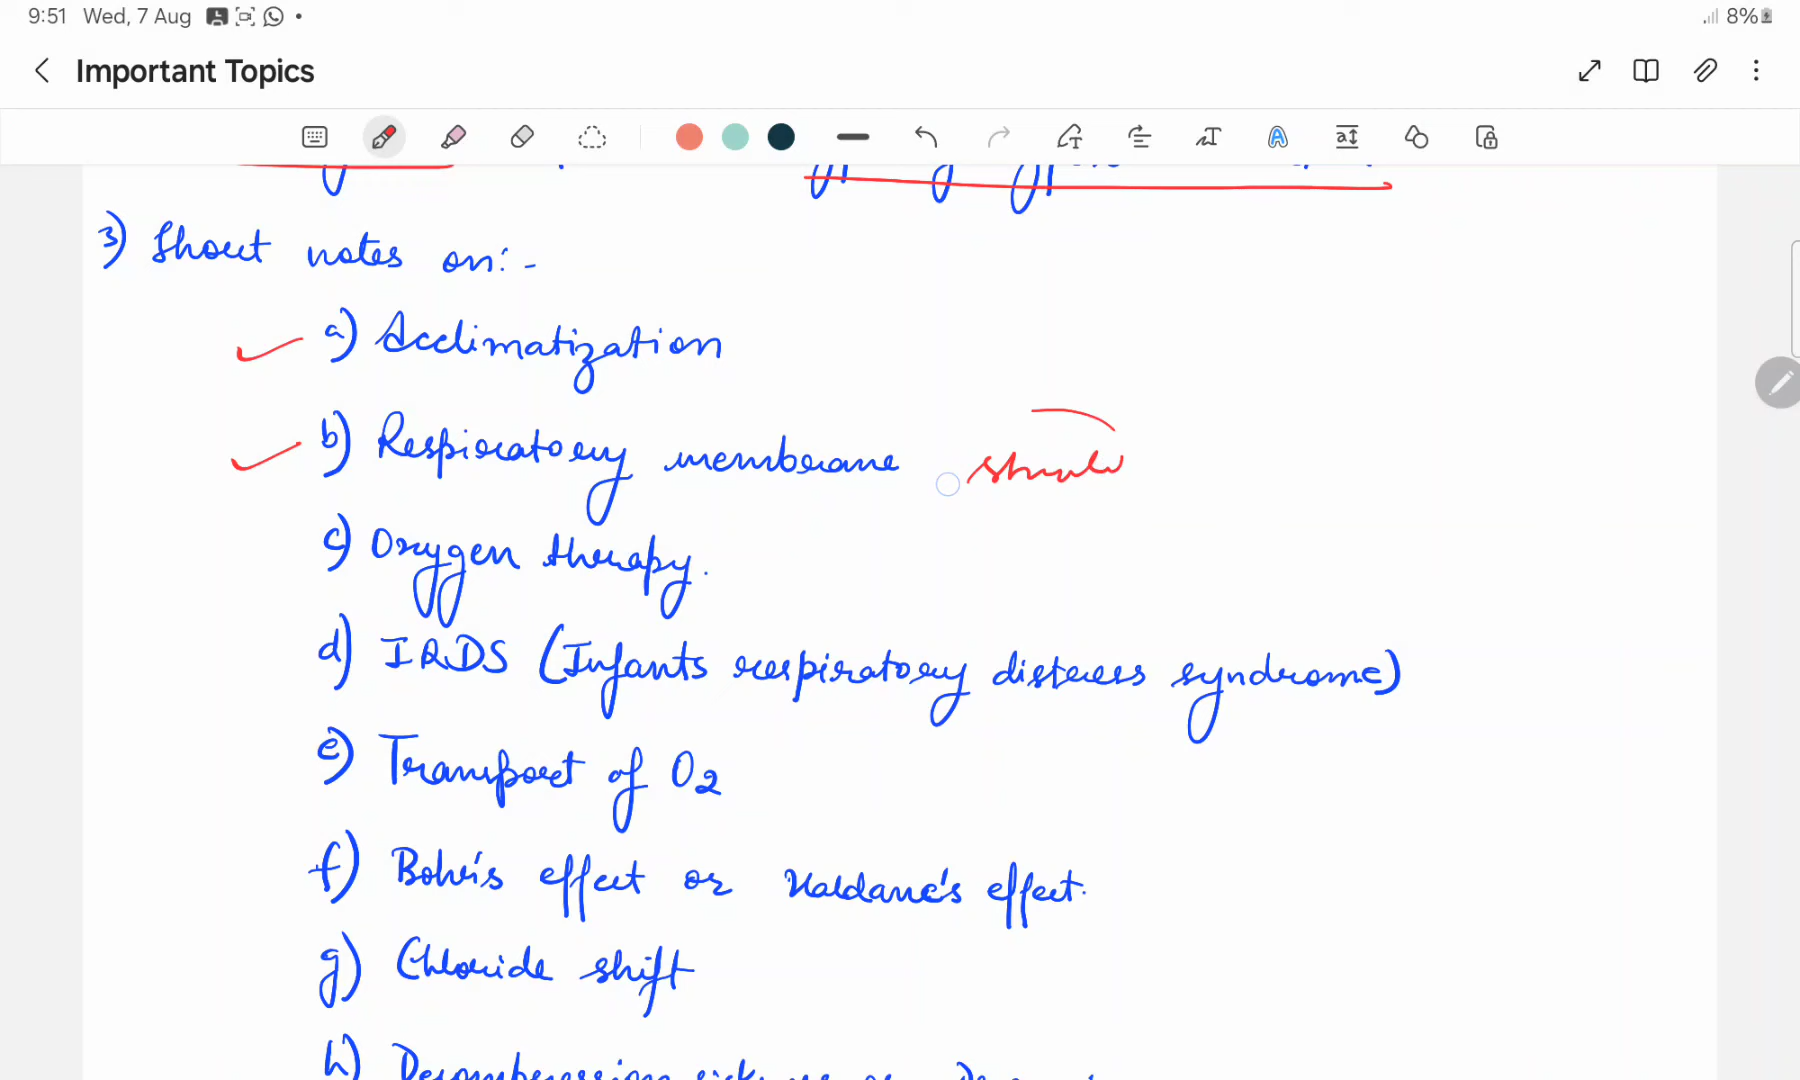 9:51 Wed, 7 Aug 8%
Important Topics
3) Short notes on:-
a) Acclimatization
b) Respiratory membrane
c) Oxygen therapy.
d) IRDS (Infants respiratory distress syndrome)
e) Transport of O2
f) Bohr's effect or Haldane's effect.
g) Chloride shift
h)